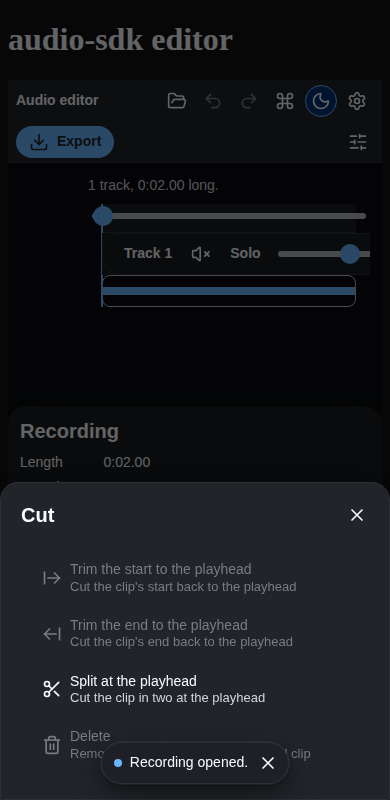 audio-sdk editor
Audio editor
Export
1 track, 0:02.00 long.
Track 1 Solo
Recording
Length 0:02.00
Cut
Trim the start to the playhead
Cut the clip's start back to the playhead
Trim the end to the playhead
Cut the clip's end back to the playhead
Split at the playhead
Cut the clip in two at the playhead
Delete
clip
Recording opened.